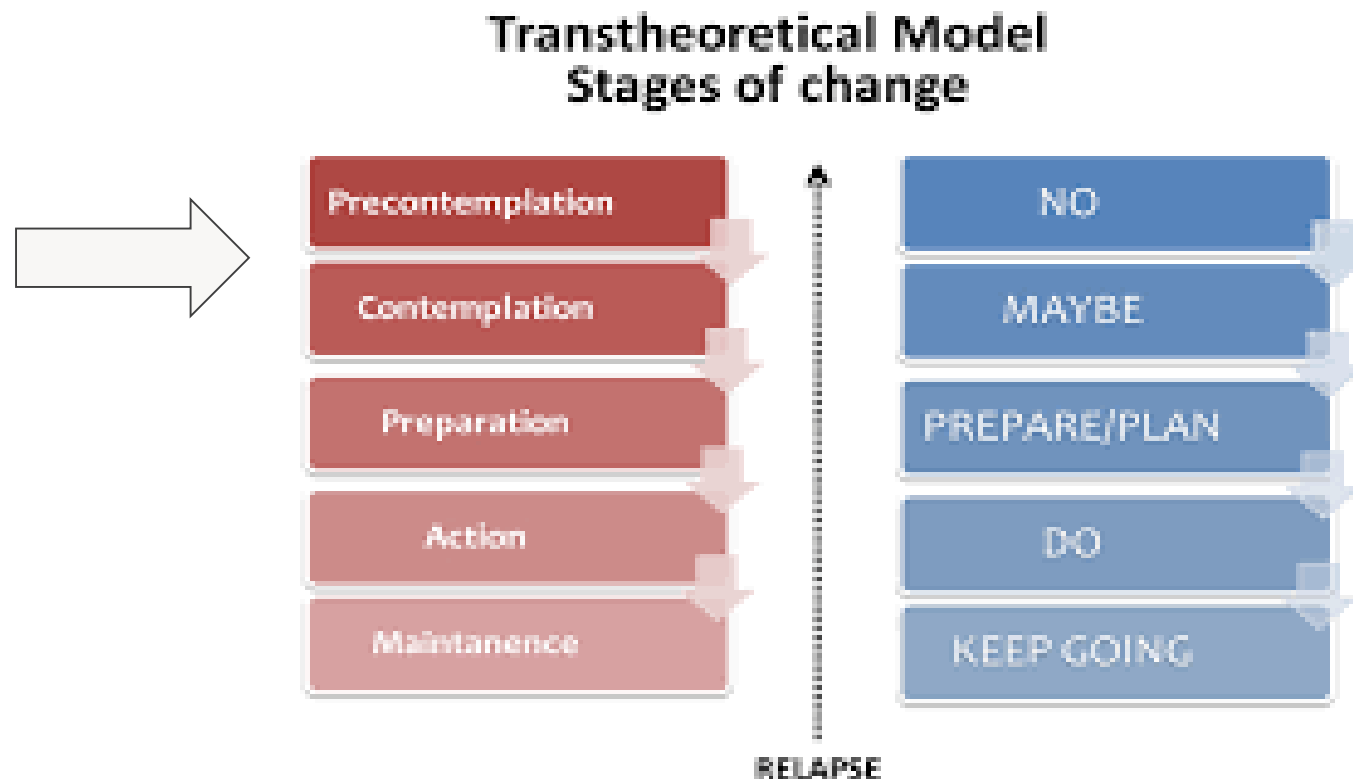 Transtheoretical Model
Stages of change
Precontemplation
Contemplation
Preparation
Action
Maintanence
NO
MAYBE
PREPARE/PLAN
DO
KEEP GOING
RELAPSE